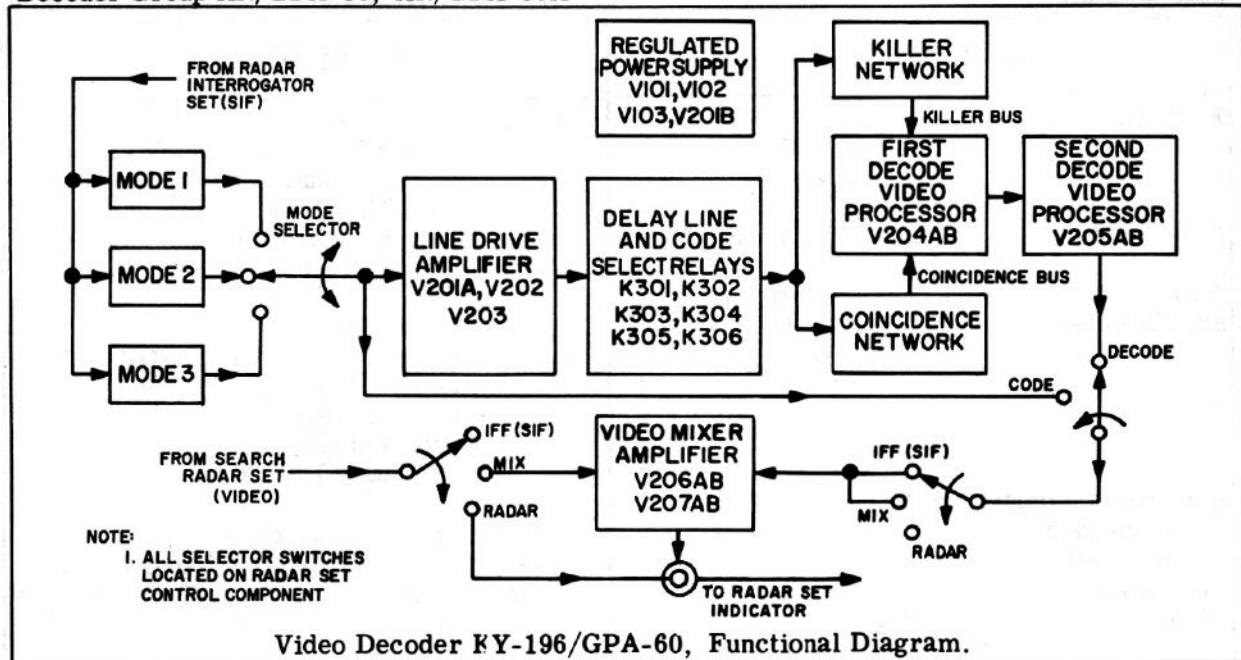 FROM RADAR
INTERROGATOR
SET (SIF)
MODE 1
MODE 2
MODE 3
MODE
SELECTOR
LINE DRIVE
AMPLIFIER
V201A, V202
V203
REGULATED
POWER SUPPLY
V101, V102
V103, V201B
DELAY LINE
AND CODE
SELECT RELAYS
K301, K302
K303, K304
K305, K306
KILLER
NETWORK
KILLER BUS
FIRST
DECODE
VIDEO
PROCESSOR
V204AB
SECOND
DECODE
VIDEO
PROCESSOR
V205AB
COINCIDENCE BUS
COINCIDENCE
NETWORK
DECODE
CODE
FROM SEARCH
RADAR SET
(VIDEO)
IFF (SIF)
MIX
RADAR
VIDEO MIXER
AMPLIFIER
V206AB
V207AB
IFF (SIF)
MIX
RADAR
TO RADAR SET
INDICATOR
NOTE:
1. ALL SELECTOR SWITCHES
LOCATED ON RADAR SET
CONTROL COMPONENT
Video Decoder KY-196/GPA-60, Functional Diagram.